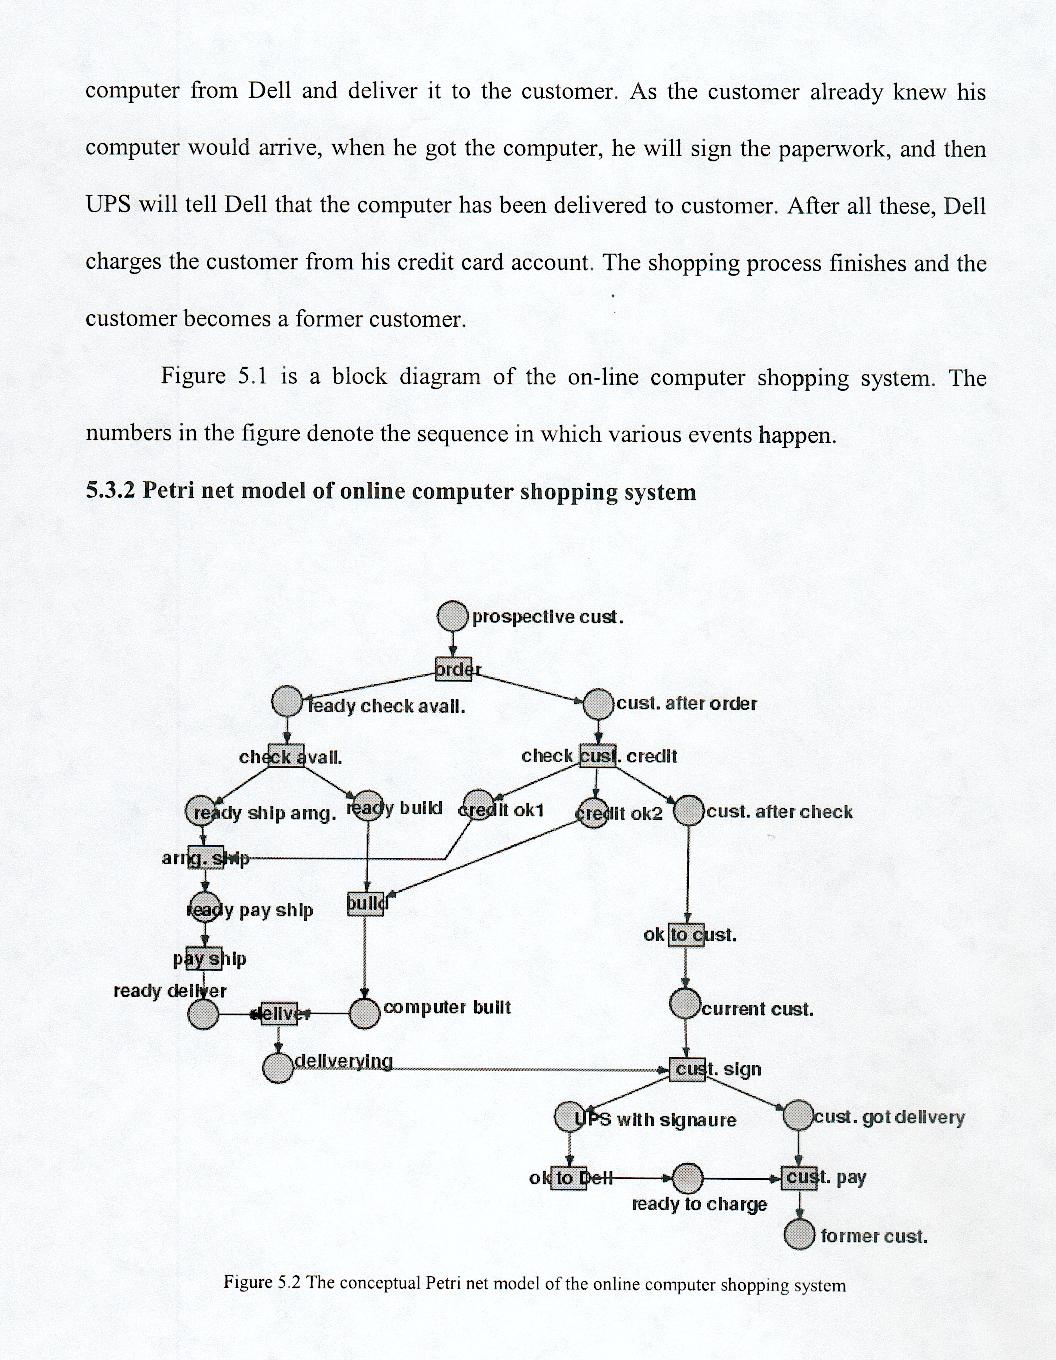 computer from Dell and deliver it to the customer. As the customer already knew his
computer would arrive, when he got the computer, he will sign the paperwork, and then
UPS will tell Dell that the computer has been delivered to customer. After all these, Dell
charges the customer from his credit card account. The shopping process finishes and the
customer becomes a former customer.
Figure 5.1 is a block diagram of the on-line computer shopping system. The
numbers in the figure denote the sequence in which various events happen.
5.3.2 Petri net model of online computer shopping system
prospective cust.
order
ready check avail.
cust. after order
check avail.
check cust. credit
ready ship arng.
ready build
credit ok1
credit ok2
cust. after check
arng. ship
ready pay ship
build
ok to cust.
pay ship
ready deliver
deliver
computer built
current cust.
deliverying
cust. sign
UPS with signaure
cust. got delivery
ok to Dell
cust. pay
ready to charge
former cust.
Figure 5.2 The conceptual Petri net model of the online computer shopping system